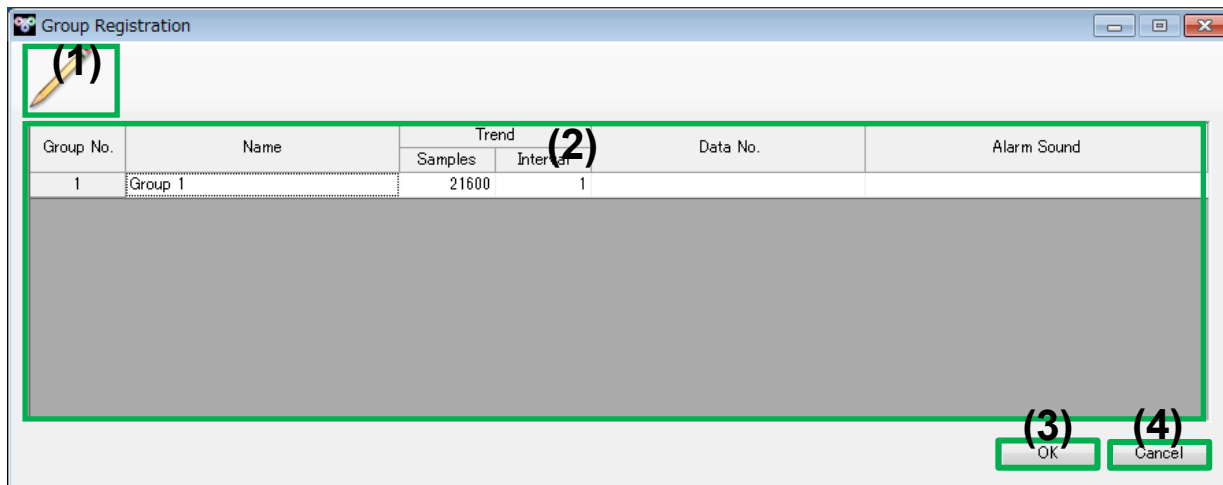 Group Registration
(1)
Group No. Name Trend Data No. Alarm Sound
(2)
Samples Interval
1 Group 1 21600 1
(3) (4)
OK Cancel